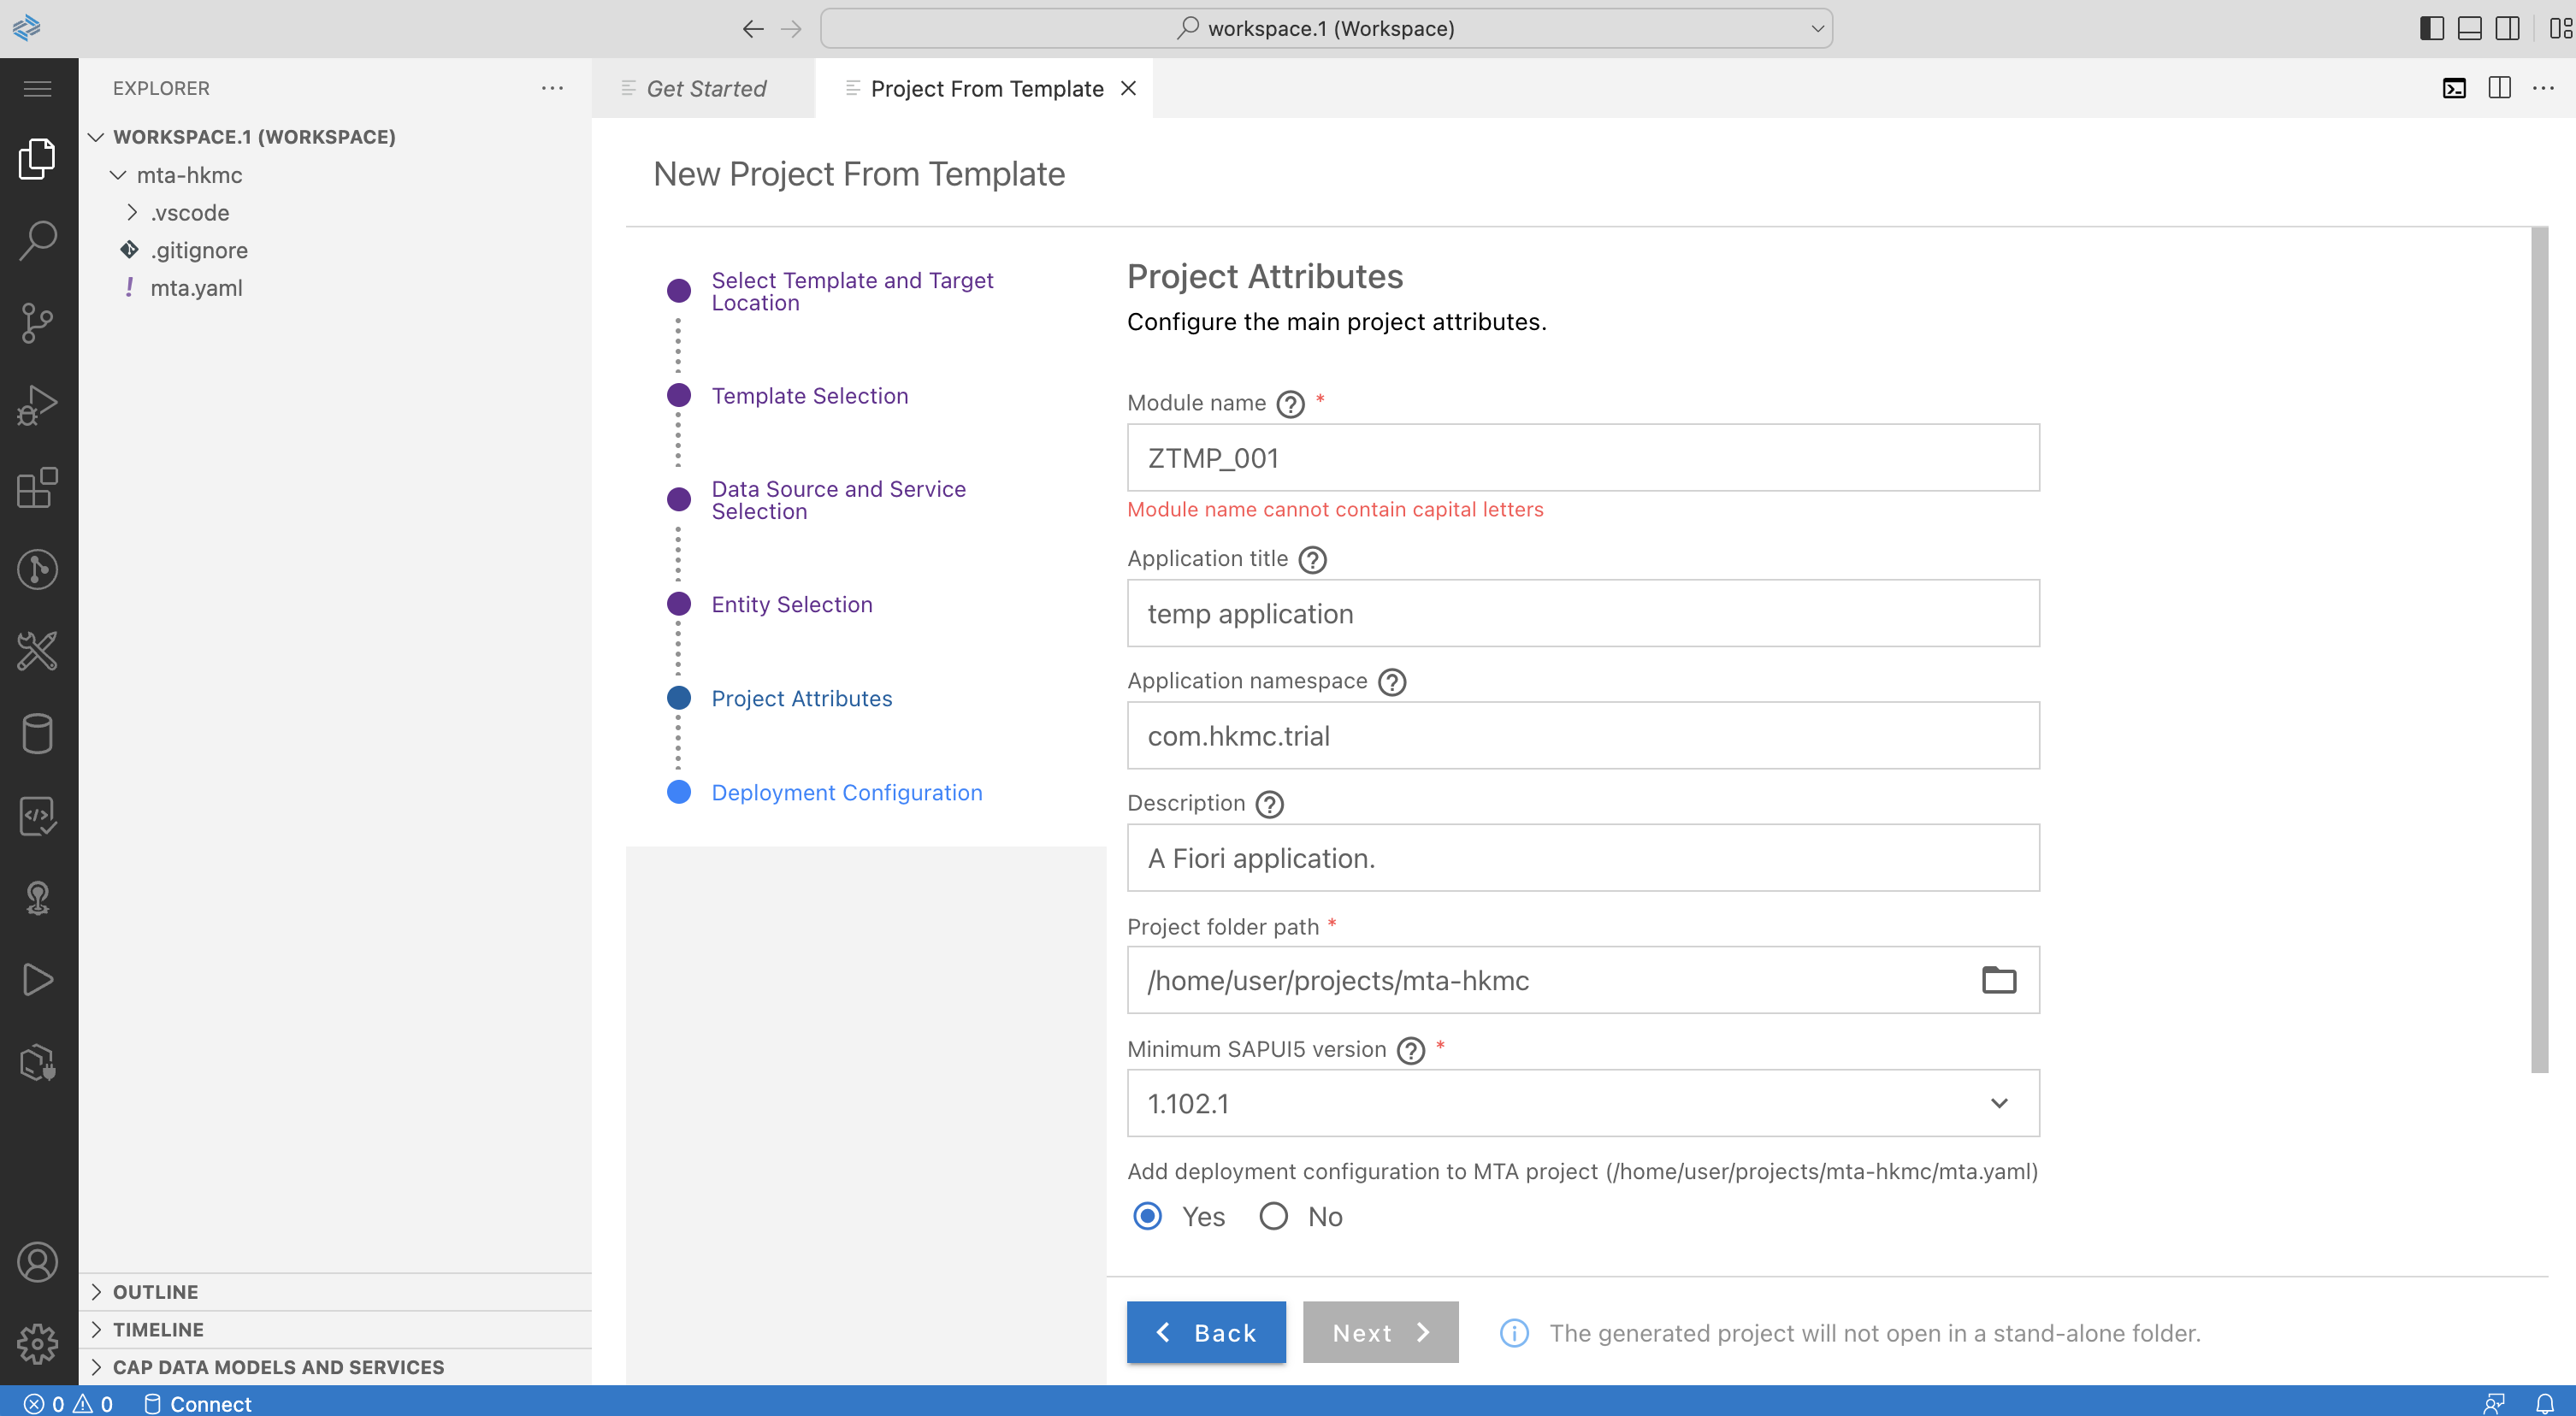 workspace.1 (Workspace)
EXPLORER
WORKSPACE.1 (WORKSPACE)
mta-hkmc
.vscode
.gitignore
! mta.yaml
OUTLINE
TIMELINE
CAP DATA MODELS AND SERVICES
Get Started
Project From Template
New Project From Template
Select Template and Target
Location
Template Selection
Data Source and Service
Selection
Entity Selection
Project Attributes
Deployment Configuration
Project Attributes
Configure the main project attributes.
Module name ? *
ZTMP_001
Module name cannot contain capital letters
Application title ?
temp application
Application namespace ?
com.hkmc.trial
Description ?
A Fiori application.
Project folder path *
/home/user/projects/mta-hkmc
Minimum SAPUI5 version ? *
1.102.1
Add deployment configuration to MTA project (/home/user/projects/mta-hkmc/mta.yaml)
Yes No
Back Next The generated project will not open in a stand-alone folder.
0 0 Connect